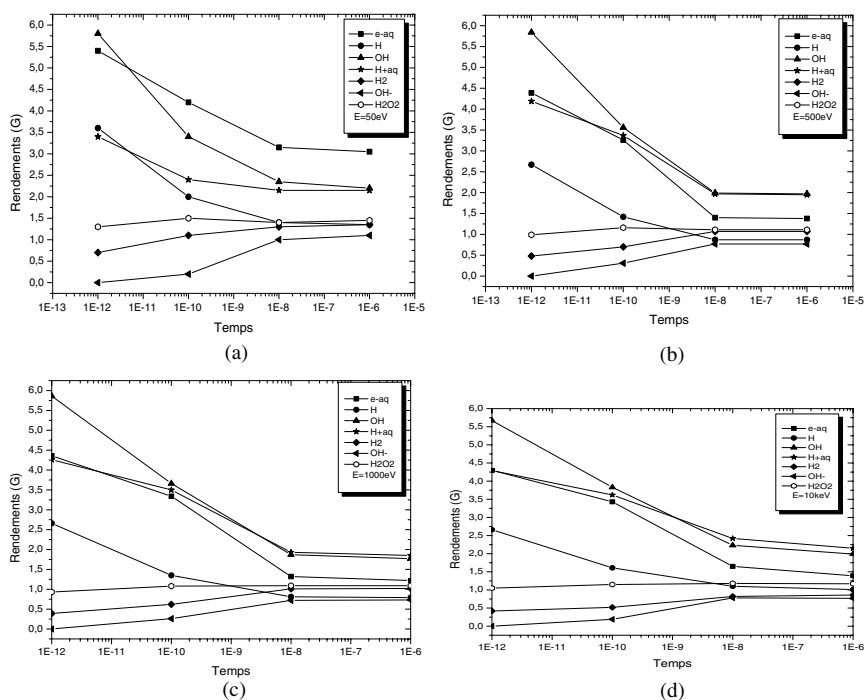 6,0
5,5
5,0
4,5
4,0
3,5
3,0
2,5
2,0
1,5
1,0
0,5
0,0
Rendements (G)
e-aq
H
OH
H+aq
H2
OH-
H2O2
E=50eV
1E-13 1E-12 1E-11 1E-10 1E-9 1E-8 1E-7 1E-6 1E-5
Temps
(a)
6,0
5,5
5,0
4,5
4,0
3,5
3,0
2,5
2,0
1,5
1,0
0,5
0,0
Rendements (G)
e-aq
H
OH
H+aq
H2
OH-
H2O2
E=500eV
1E-13 1E-12 1E-11 1E-10 1E-9 1E-8 1E-7 1E-6 1E-5
Temps
(b)
6,0
5,5
5,0
4,5
4,0
3,5
3,0
2,5
2,0
1,5
1,0
0,5
0,0
Rendements (G)
e-aq
H
OH
H+aq
H2
OH-
H2O2
E=1000eV
1E-12 1E-11 1E-10 1E-9 1E-8 1E-7 1E-6
Temps
(c)
6,0
5,5
5,0
4,5
4,0
3,5
3,0
2,5
2,0
1,5
1,0
0,5
0,0
Rendements (G)
e-aq
H
OH
H+aq
H2
OH-
H2O2
E=10keV
1E-12 1E-11 1E-10 1E-9 1E-8 1E-7 1E-6
Temps
(d)